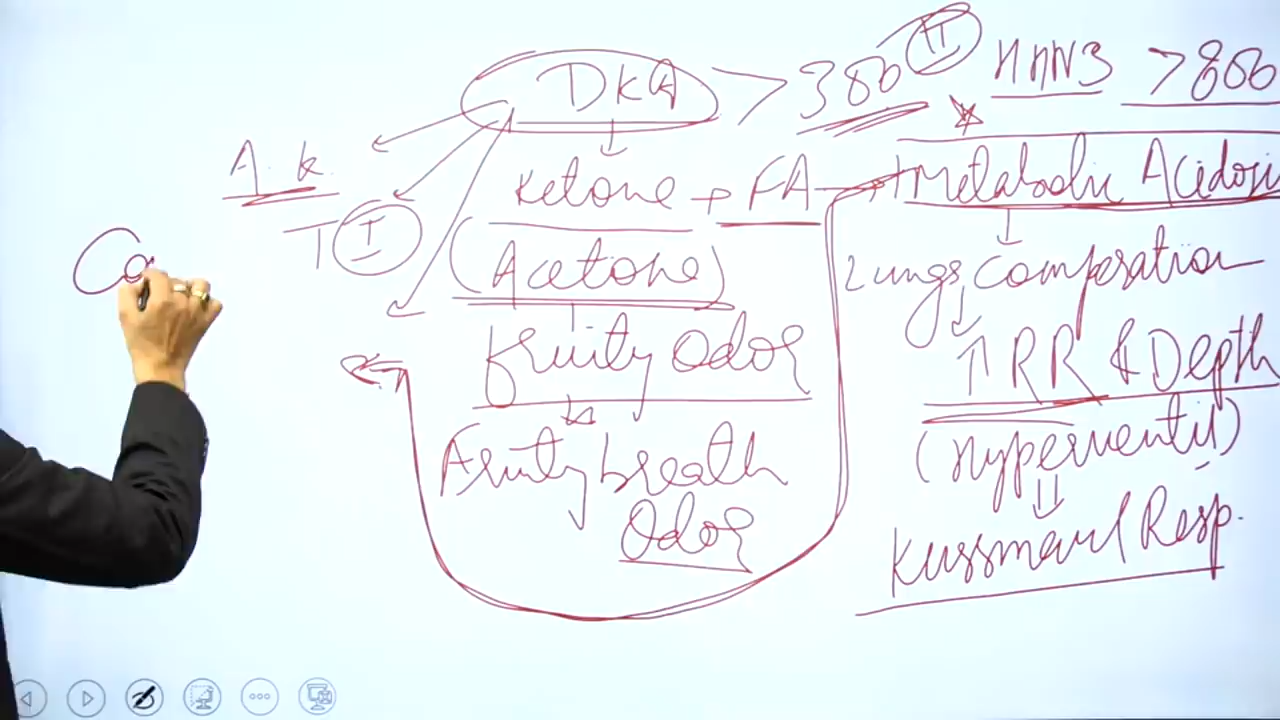 DKA > 300 II HHNS > 800
A.k.
Ketone + FA → Metabolic Acidosis
T I
(Acetone)
Lungs Compensation
Co
fruity Odor
↑ RR & Depth
Fruity breath
(Hyperventil)
Odor
Kussmaul Resp.